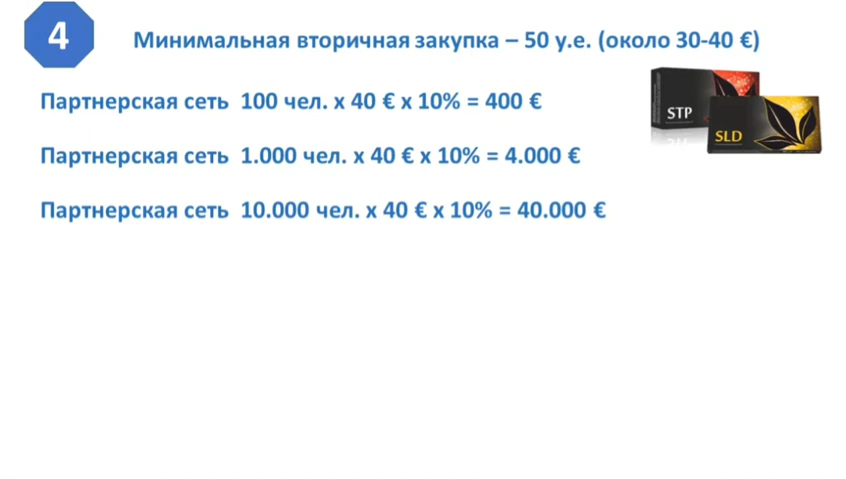 4
Минимальная вторичная закупка – 50 у.е. (около 30-40 €)
Партнерская сеть 100 чел. x 40 € x 10% = 400 €
STP
SLD
Партнерская сеть 1.000 чел. x 40 € x 10% = 4.000 €
Партнерская сеть 10.000 чел. x 40 € x 10% = 40.000 €